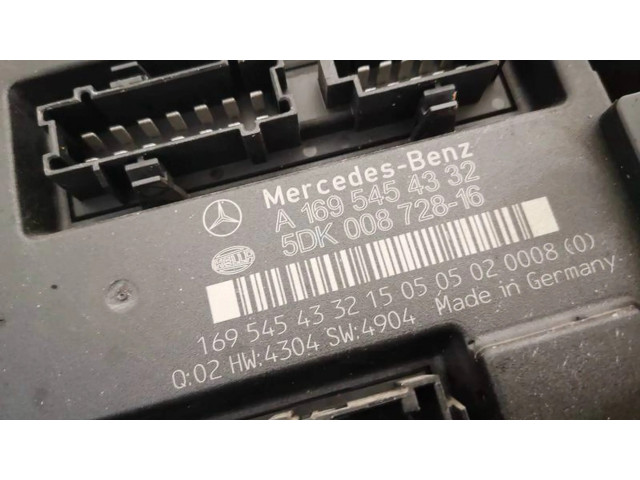 Mercedes-Benz
A 169 545 43 32
HELLA
5DK 008 728-16
169 545 43 32 15 05 05 02 0008 (0)
Q:02 HW:4304 SW:4904 Made in Germany